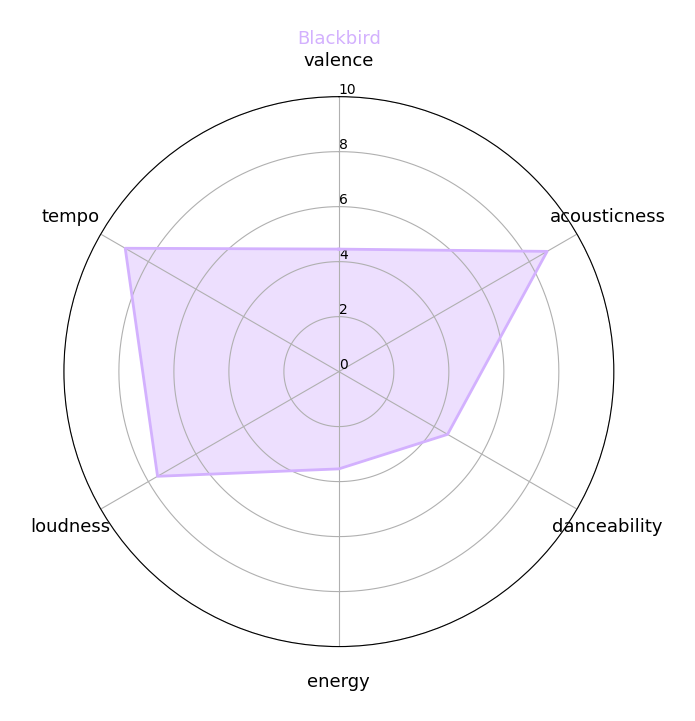 Blackbird
valence
10
8
tempo
6
acousticness
4
2
0
loudness
danceability
energy